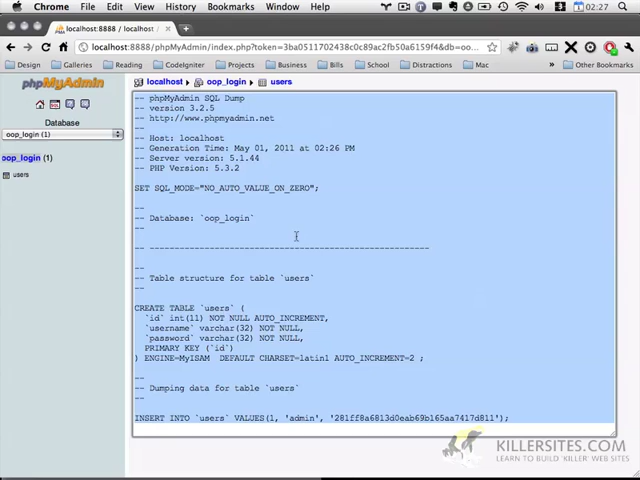 Chrome File Edit View History Bookmarks Window Help 02:27
localhost:8888 / localhost /
localhost:8888/phpMyAdmin/index.php?token=3ba0511702438c0e40c89ac2fb50a6159f4&db=oo...
Design Galleries Reading CodeIgniter Projects Business Bills School Reformation Mac Other Bookmarks
phpMyAdmin
Database
oop_login (1)
oop_login (1)
users
localhost oop_login users
-- phpMyAdmin SQL Dump
-- version 3.2.5
-- http://www.phpmyadmin.net
--
-- Host: localhost
-- Generation Time: May 01, 2011 at 02:26 PM
-- Server version: 5.1.44
-- PHP Version: 5.3.2
SET SQL_MODE="NO_AUTO_VALUE_ON_ZERO";
--
-- Database: `oop_login`
--
-- --------------------------------------------------------
--
-- Table structure for table `users`
--
CREATE TABLE `users` (
`id` int(11) NOT NULL AUTO_INCREMENT,
`username` varchar(32) NOT NULL,
`password` varchar(32) NOT NULL,
PRIMARY KEY (`id`)
) ENGINE=MyISAM DEFAULT CHARSET=latin1 AUTO_INCREMENT=2 ;
--
-- Dumping data for table `users`
--
INSERT INTO `users` VALUES(1, 'admin', '281ff8a6813d0eab69b165aa7417d811');
KILLERSITES.COM
LEARN TO BUILD 'KILLER' WEB SITES